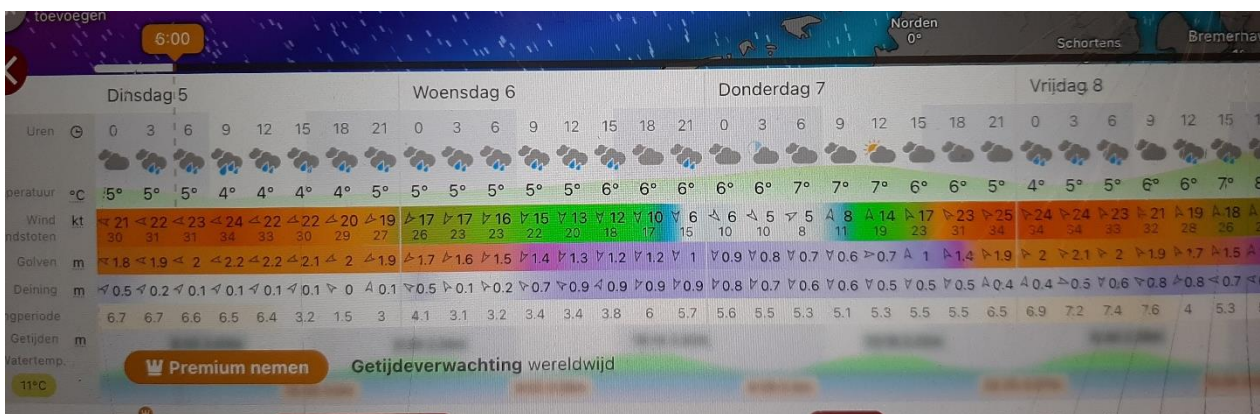 toevoegen
6:00
Norden
0°
Schortens
Dinsdag 5 Woensdag 6 Donderdag 7 Vrijdag 8
Uren 0 3 6 9 12 15 18 21 0 3 6 9 12 15 18 21 0 3 6 9 12 15 18 21 0 3 6 9 12 15
°C 5° 5° 5° 4° 4° 4° 4° 5° 5° 5° 5° 5° 5° 6° 6° 6° 6° 6° 7° 7° 7° 6° 6° 5° 4° 5° 5° 6° 6° 7°
Wind kt 21 22 23 24 22 22 20 19 17 17 16 15 13 12 10 6 6 5 5 8 14 17 23 25 24 24 23 21 19 18
30 31 31 34 33 30 29 27 26 23 23 22 20 18 17 15 10 10 8 11 19 23 31 34 34 34 33 32 28 26
Golven m 1.8 1.9 2 2.2 2.2 2.1 2 1.9 1.7 1.6 1.5 1.4 1.3 1.2 1.2 1 0.9 0.8 0.7 0.6 0.7 1 1.4 1.9 2 2.1 2 1.9 1.7 1.5
Deining m 0.5 0.2 0.1 0.1 0.1 0.1 0 0.1 0.5 0.1 0.2 0.7 0.9 0.9 0.9 0.9 0.8 0.7 0.6 0.6 0.5 0.5 0.5 0.4 0.4 0.5 0.6 0.8 0.8 0.7
6.7 6.7 6.6 6.5 6.4 3.2 1.5 3 4.1 3.1 3.2 3.4 3.4 3.8 6 5.7 5.6 5.5 5.3 5.1 5.3 5.5 5.5 6.5 6.9 7.2 7.4 7.6 4 5.3
Getijden m
Watertemp.
Premium nemen Getijdeverwachting wereldwijd
11°C